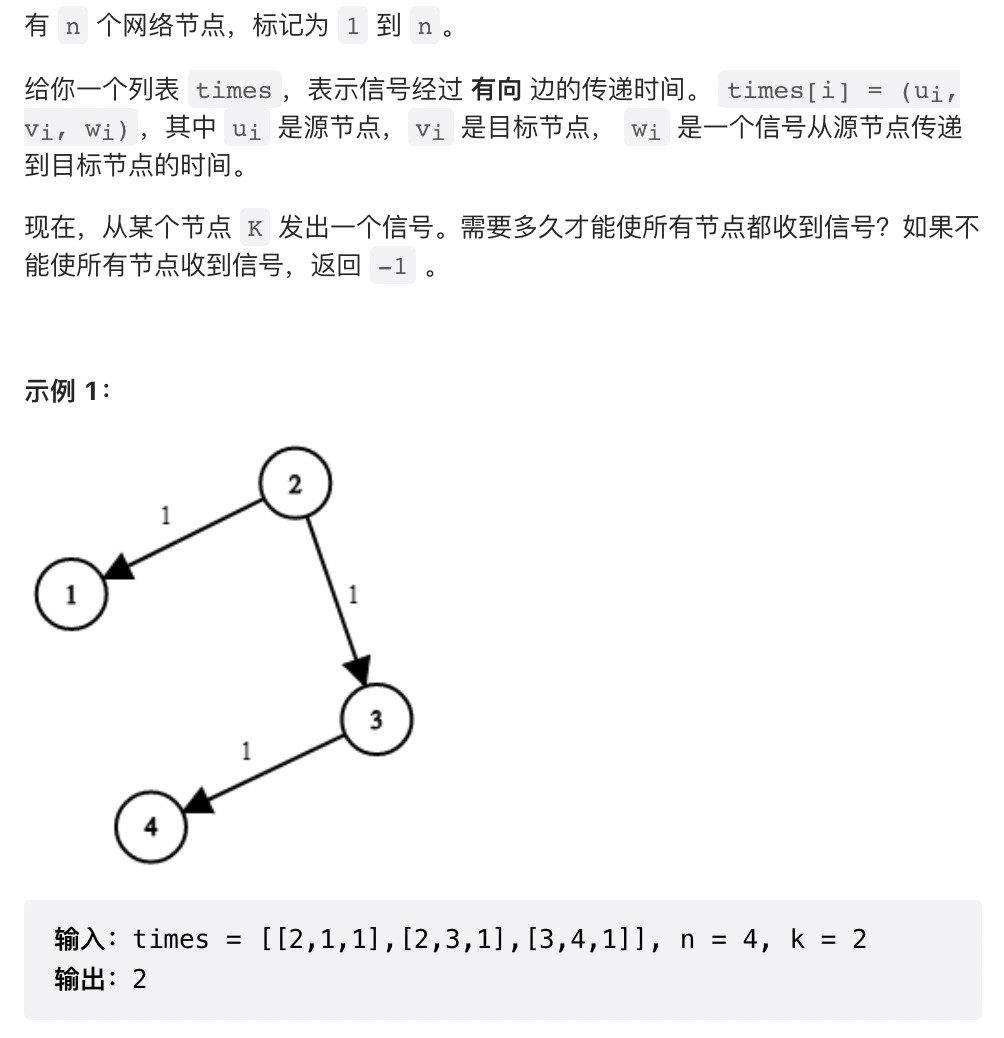 有 n 个网络节点，标记为 1 到 n 。
给你一个列表 times ，表示信号经过 有向 边的传递时间。 times[i] = (ui,
vi, wi) ，其中 ui 是源节点， vi 是目标节点， wi 是一个信号从源节点传递
到目标节点的时间。
现在，从某个节点 K 发出一个信号。需要多久才能使所有节点都收到信号？如果不
能使所有节点收到信号，返回 -1 。
示例 1：
2
1
1
1
3
1
4
输入：times = [[2,1,1],[2,3,1],[3,4,1]], n = 4, k = 2
输出：2